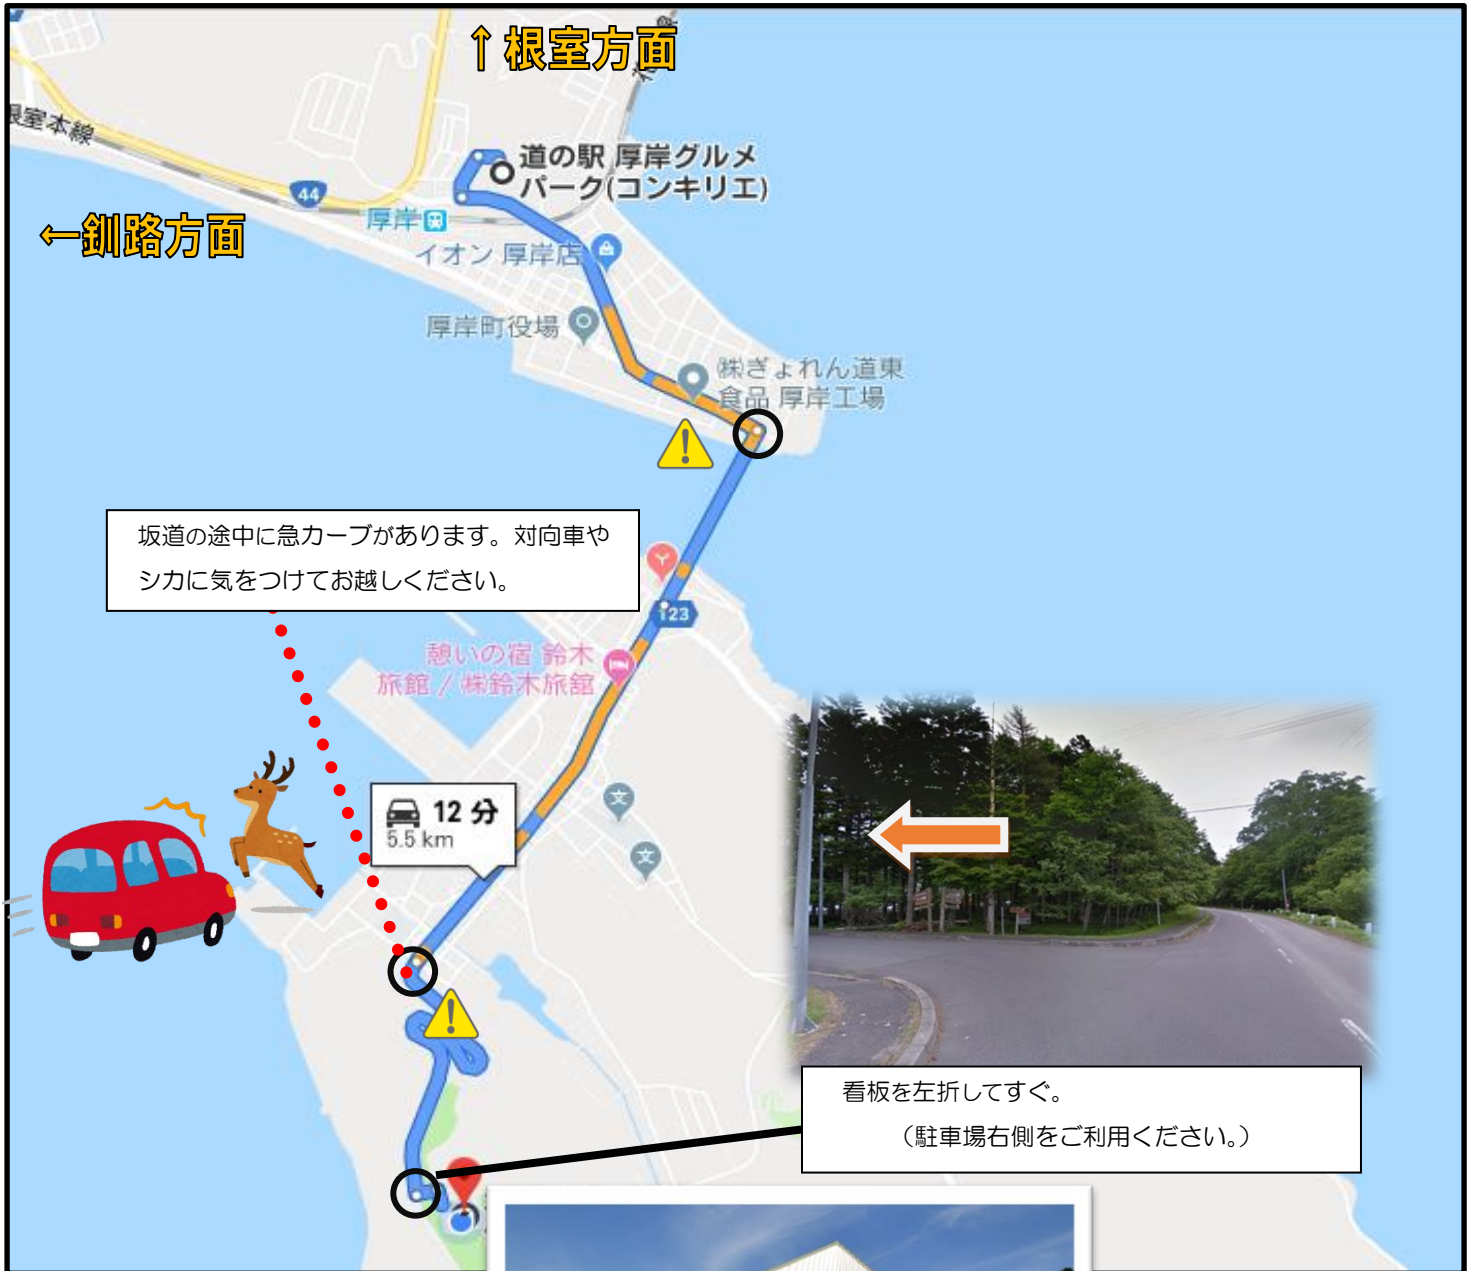 ↑根室方面
根室本線
道の駅 厚岸グルメ
パーク(コンキリエ)
44
厚岸
←釧路方面
イオン 厚岸店
厚岸町役場
㈱ぎょれん道東
食品 厚岸工場
坂道の途中に急カーブがあります。対向車や
シカに気をつけてお越しください。
123
憩いの宿 鈴木
旅館 / ㈱鈴木旅館
文
12 分
5.5 km
文
看板を左折してすぐ。
（駐車場右側をご利用ください。）